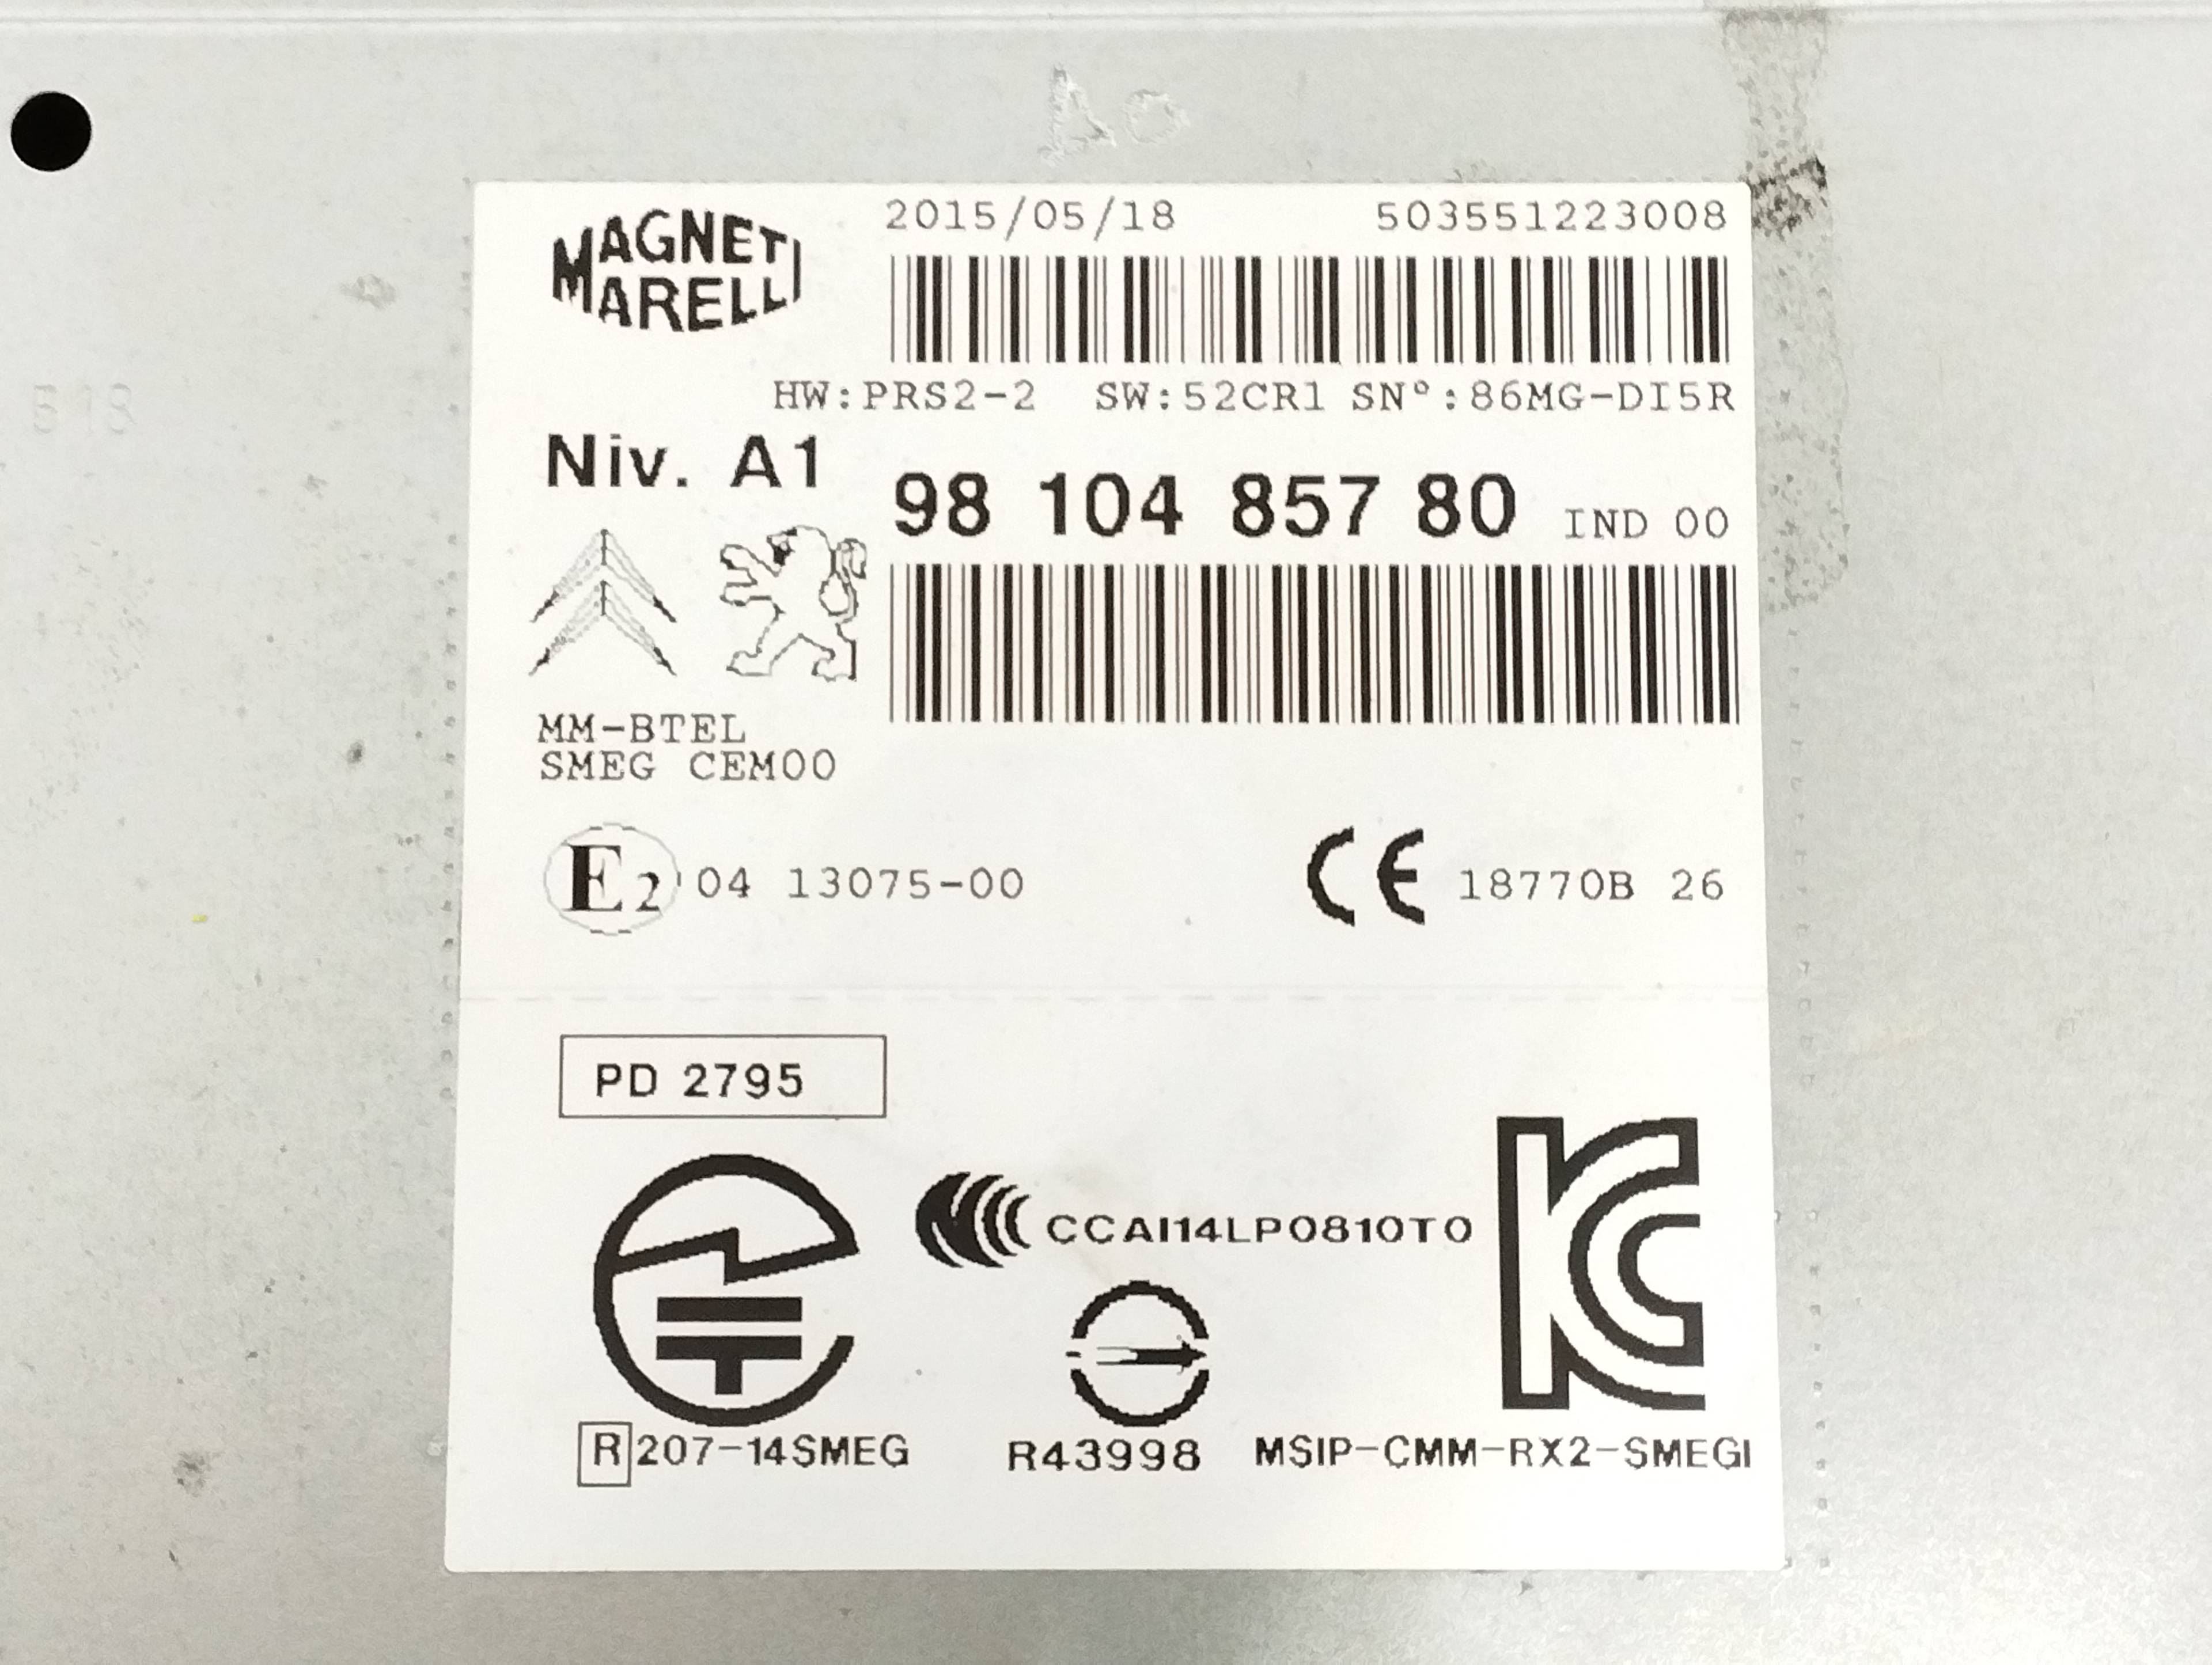 MAGNETI
MARELLI
2015/05/18 503551223008
HW:PRS2-2 SW:52CR1 SN°:86MG-DI5R
Niv. A1
98 104 857 80 IND 00
MM-BTEL
SMEG CEM00
E2 04 13075-00
CE 18770B 26
PD 2795
CCAI14LP0810T0
R 207-14SMEG
R43998
MSIP-CMM-RX2-SMEGI